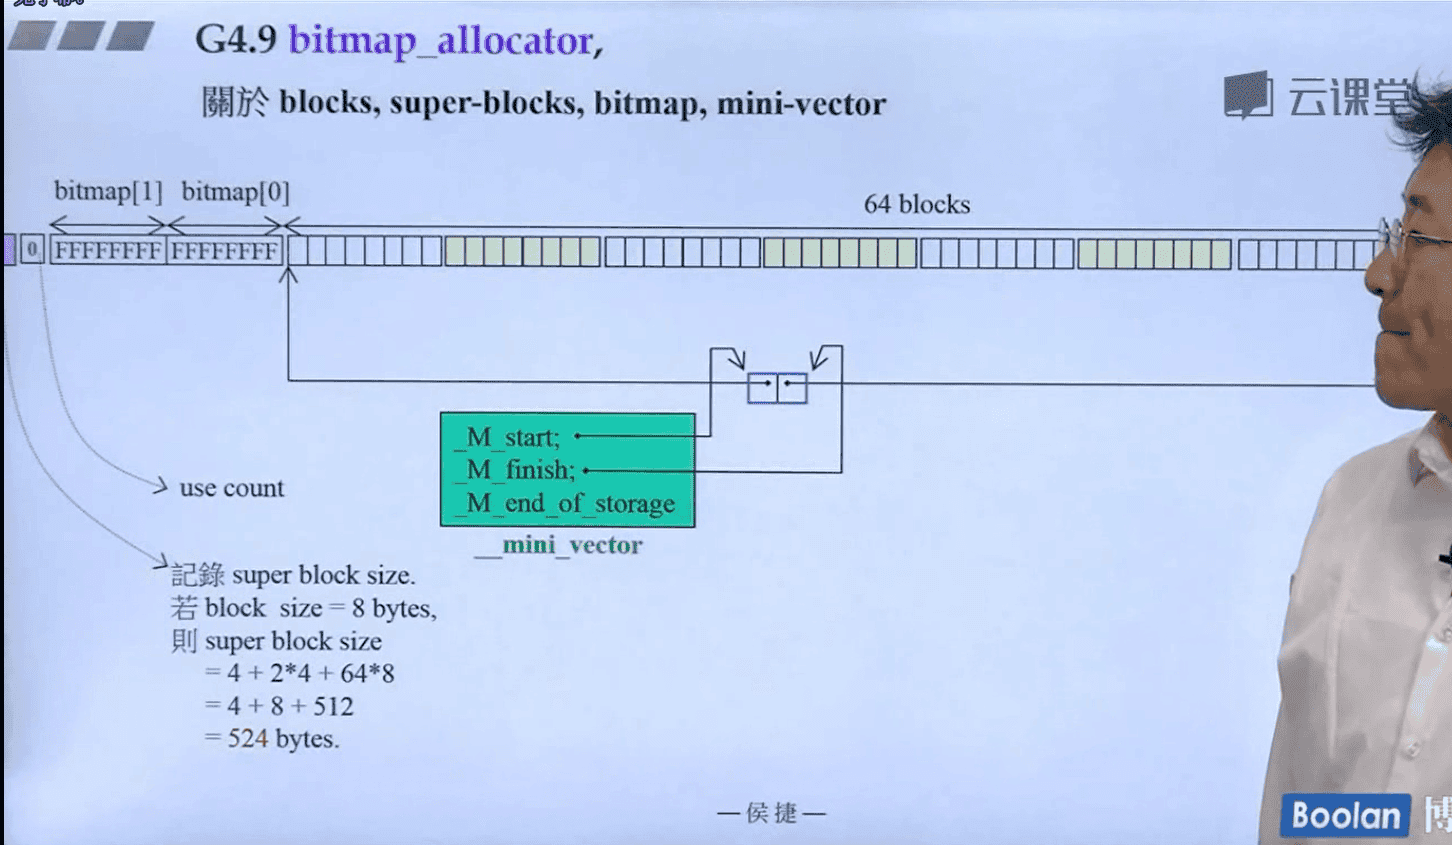 G4.9 bitmap_allocator,
關於 blocks, super-blocks, bitmap, mini-vector
云课堂
bitmap[1] bitmap[0]
64 blocks
0 FFFFFFFF FFFFFFFF
_M_start;
_M_finish;
_M_end_of_storage
__mini_vector
use count
記錄 super block size.
若 block size = 8 bytes,
則 super block size
= 4 + 2*4 + 64*8
= 4 + 8 + 512
= 524 bytes.
—侯捷—
Boolan 博